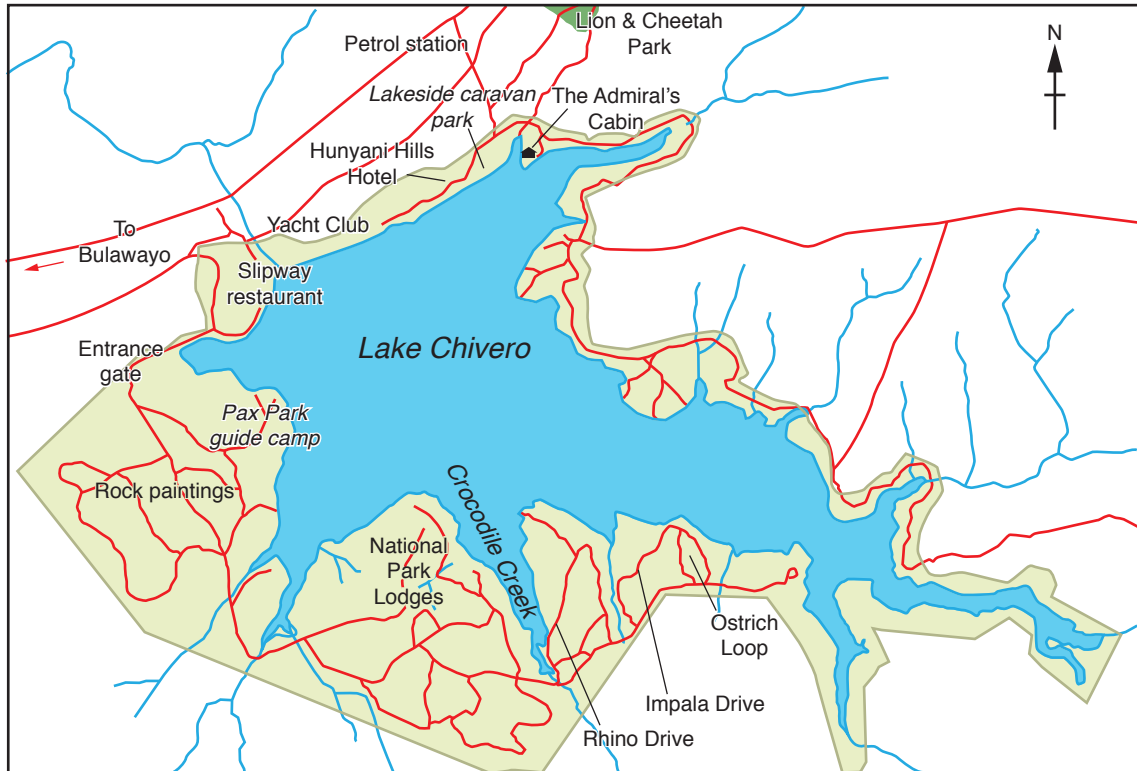 Lion & Cheetah
Park
N
Petrol station
Lakeside caravan
park
The Admiral's
Cabin
Hunyani Hills
Hotel
Yacht Club
To
Bulawayo
Slipway
restaurant
Entrance
gate
Lake Chivero
Pax Park
guide camp
Rock paintings
Crocodile Creek
National
Park
Lodges
Ostrich
Loop
Impala Drive
Rhino Drive